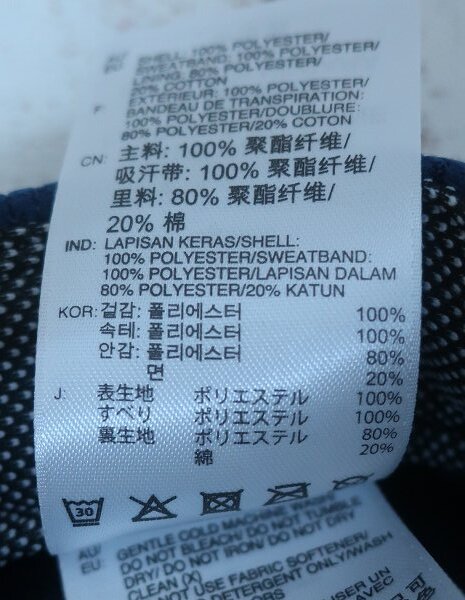 AU: SHELL: 100% POLYESTER/
EU: SWEATBAND: 100% POLYESTER/
LINING: 80% POLYESTER/
20% COTTON
F: EXTERIEUR: 100% POLYESTER/
BANDEAU DE TRANSPIRATION:
100% POLYESTER/DOUBLURE:
80% POLYESTER/20% COTON
CN: 主料: 100% 聚酯纤维/
吸汗带: 100% 聚酯纤维/
里料: 80% 聚酯纤维/
20% 棉
IND: LAPISAN KERAS/SHELL:
100% POLYESTER/SWEATBAND:
100% POLYESTER/LAPISAN DALAM
80% POLYESTER/20% KATUN
KOR: 겉감: 폴리에스터 100%
속테: 폴리에스터 100%
안감: 폴리에스터 80%
면 20%
J: 表生地 ポリエステル 100%
すべり ポリエステル 100%
裏生地 ポリエステル 80%
綿 20%
30
AU: GENTLE COLD MACHINE WASH/
EU: DO NOT BLEACH/DO NOT TUMBLE
DRY/ DO NOT IRON/ DO NOT DRY
CLEAN (X)
DO NOT USE FABRIC SOFTENER/
DETERGENT ONLY/WASH